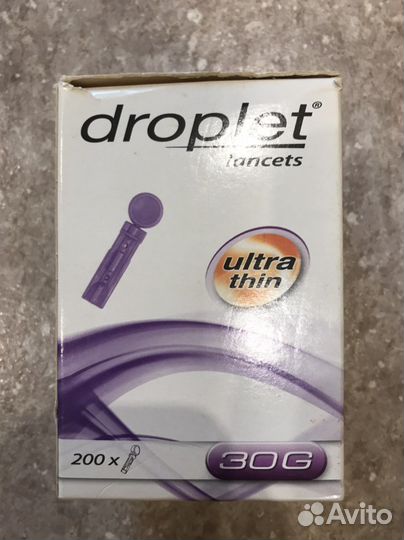 droplet®
lancets
ultra
thin
200 x
30G
Avito